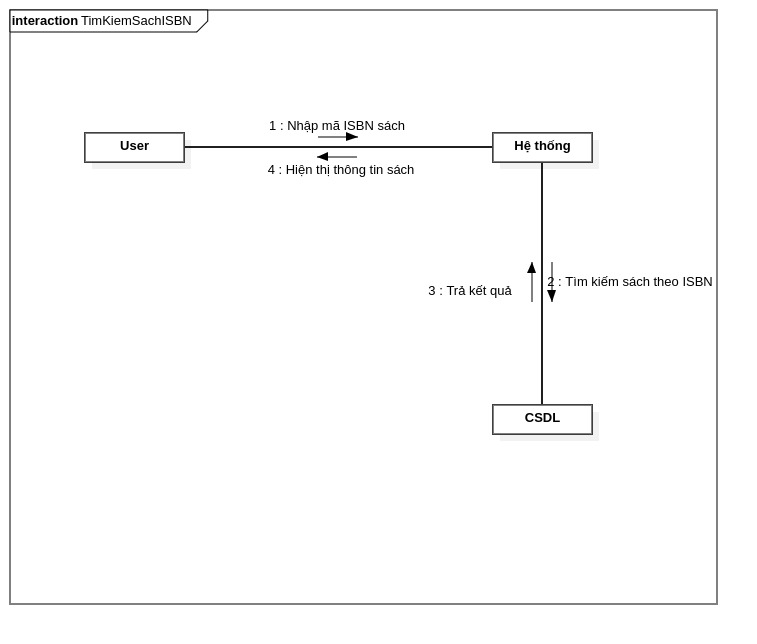 interaction TimKiemSachISBN
1 : Nhập mã ISBN sách
User
Hệ thống
4 : Hiện thị thông tin sách
2 : Tìm kiếm sách theo ISBN
3 : Trả kết quả
CSDL